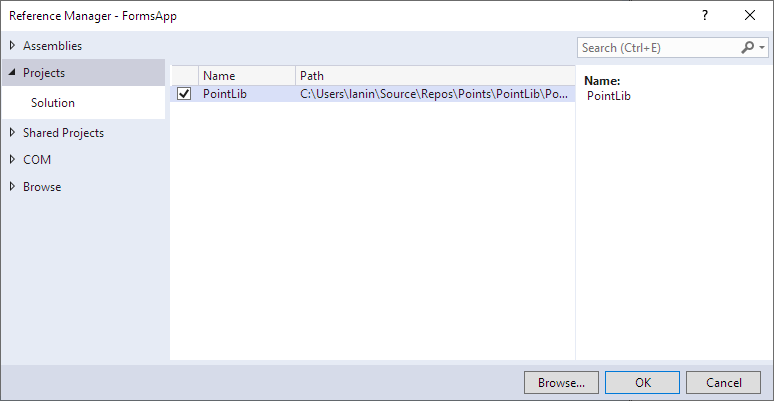 Reference Manager - FormsApp
?
Assemblies
Search (Ctrl+E)
Projects
Solution
Shared Projects
COM
Browse
Name Path
PointLib C:\Users\lanin\Source\Repos\Points\PointLib\Po...
Name:
PointLib
Browse... OK Cancel